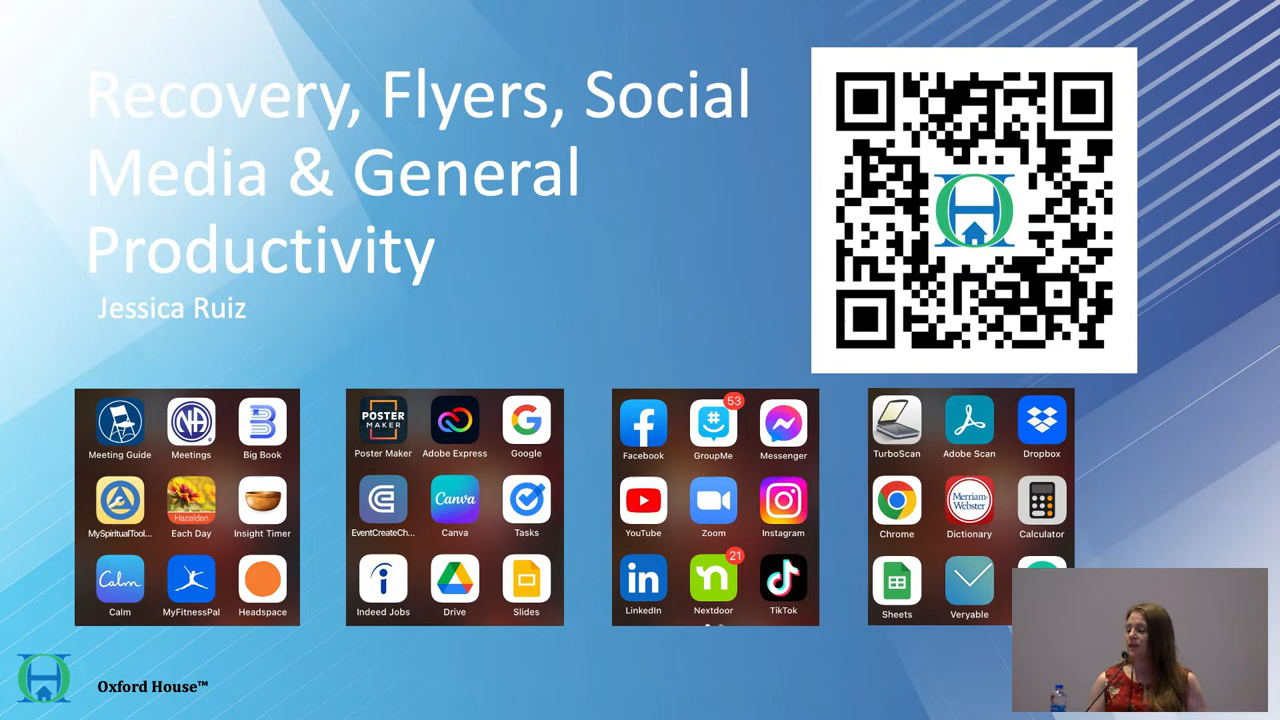 Recovery, Flyers, Social
Media & General
Productivity
Jessica Ruiz
Meeting Guide
Meetings
Big Book
MySpiritualTool...
Hazelden
Each Day
Insight Timer
Calm
Calm
MyFitnessPal
Headspace
POSTER
MAKER
Poster Maker
Adobe Express
Google
EventCreateCh...
Canva
Canva
Tasks
Indeed Jobs
Drive
Slides
Facebook
53
GroupMe
Messenger
YouTube
Zoom
Instagram
in
LinkedIn
21
Nextdoor
TikTok
TurboScan
Adobe Scan
Dropbox
Chrome
Merriam-
Webster
Dictionary
Calculator
Sheets
Veryable
Oxford House™